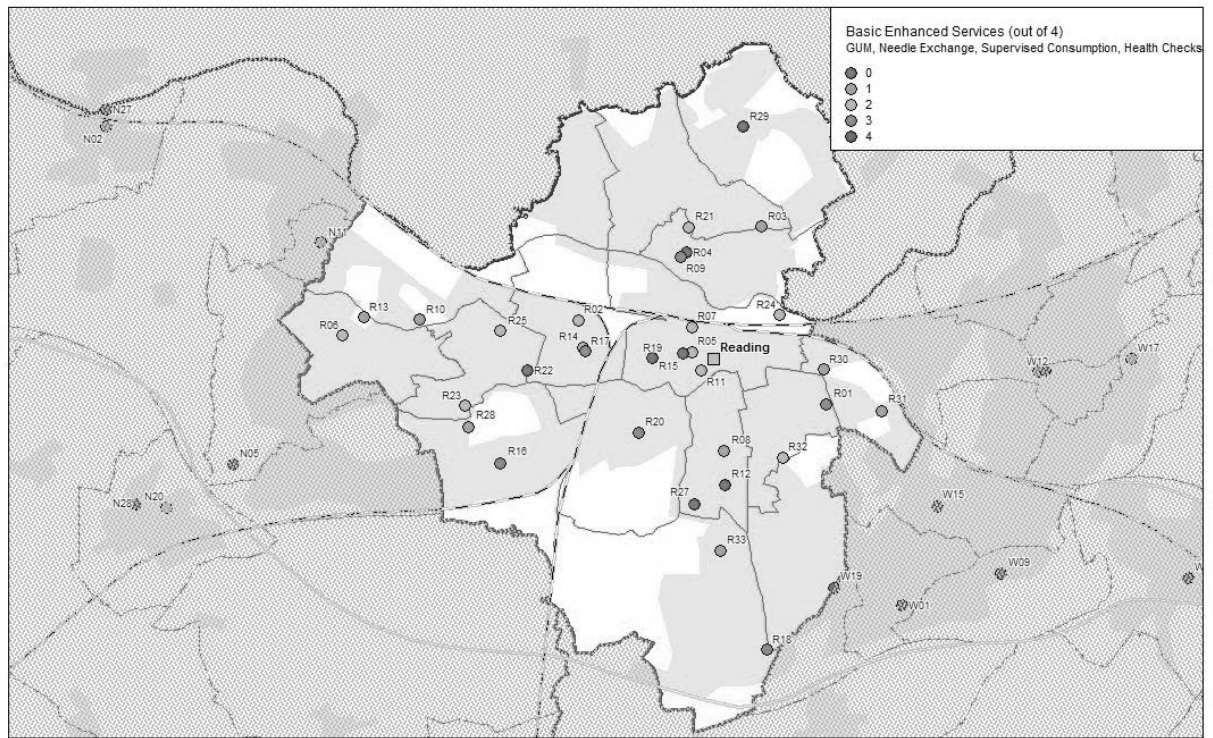 Basic Enhanced Services (out of 4)
GUM, Needle Exchange, Supervised Consumption, Health Checks
0
1
2
3
4
N27
N02
R29
R21
R03
N11
R04
R09
R13
R10
R02
R07
R24
R06
R25
R14
R17
R19
R05
Reading
R15
R22
R11
R30
W12
W17
R23
R01
R31
R28
R20
R08
R32
R16
N05
R12
N28
N20
R27
W15
R33
W09
W
W19
W01
R18